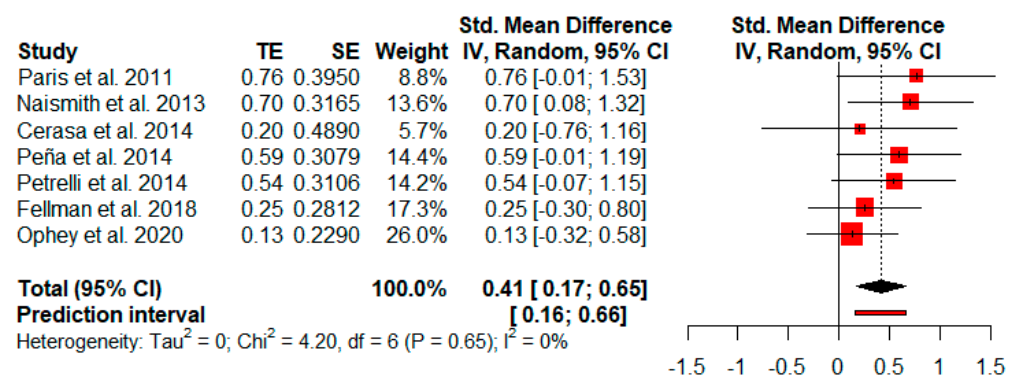 Std. Mean Difference Std. Mean Difference
Study TE SE Weight IV, Random, 95% CI IV, Random, 95% CI
Paris et al. 2011 0.76 0.3950 8.8% 0.76 [-0.01; 1.53]
Naismith et al. 2013 0.70 0.3165 13.6% 0.70 [ 0.08; 1.32]
Cerasa et al. 2014 0.20 0.4890 5.7% 0.20 [-0.76; 1.16]
Peña et al. 2014 0.59 0.3079 14.4% 0.59 [-0.01; 1.19]
Petrelli et al. 2014 0.54 0.3106 14.2% 0.54 [-0.07; 1.15]
Fellman et al. 2018 0.25 0.2812 17.3% 0.25 [-0.30; 0.80]
Ophey et al. 2020 0.13 0.2290 26.0% 0.13 [-0.32; 0.58]
Total (95% CI) 100.0% 0.41 [ 0.17; 0.65]
Prediction interval [ 0.16; 0.66]
Heterogeneity: Tau² = 0; Chi² = 4.20, df = 6 (P = 0.65); I² = 0%
-1.5 -1 -0.5 0 0.5 1 1.5